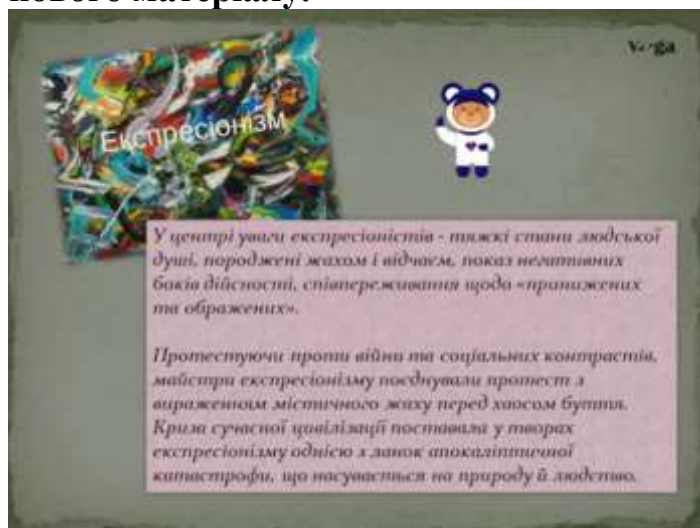 нового матеріалу.
Експресіонізм
У центрі уваги експресіоністів - тяжкі стани людської
душі, породжені жахом і відчаєм, показ негативних
боків дійсності, співпереживання щодо «принижених
та ображених».
Протестуючи проти війни та соціальних контрастів,
майстри експресіонізму поєднували протест з
вираженням містичного жаху перед хаосом буття.
Криза сучасної цивілізації поставала у творах
експресіонізму однією з ланок апокаліптичної
катастрофи, що насувається на природу й людство.